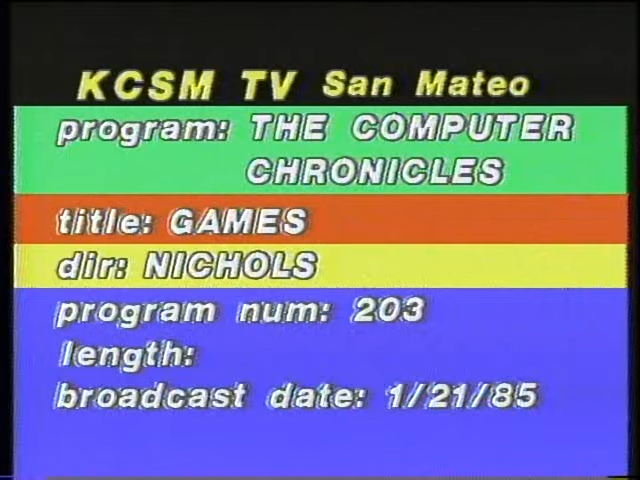 KCSM TV San Mateo
program: THE COMPUTER
CHRONICLES
title: GAMES
dir: NICHOLS
program num: 203
length:
broadcast date: 1/21/85